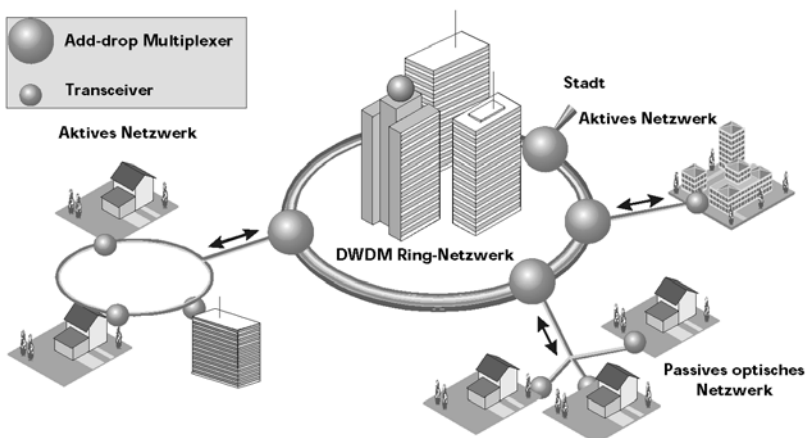 Add-drop Multiplexer
Transceiver
Aktives Netzwerk
Stadt
Aktives Netzwerk
DWDM Ring-Netzwerk
Passives optisches
Netzwerk